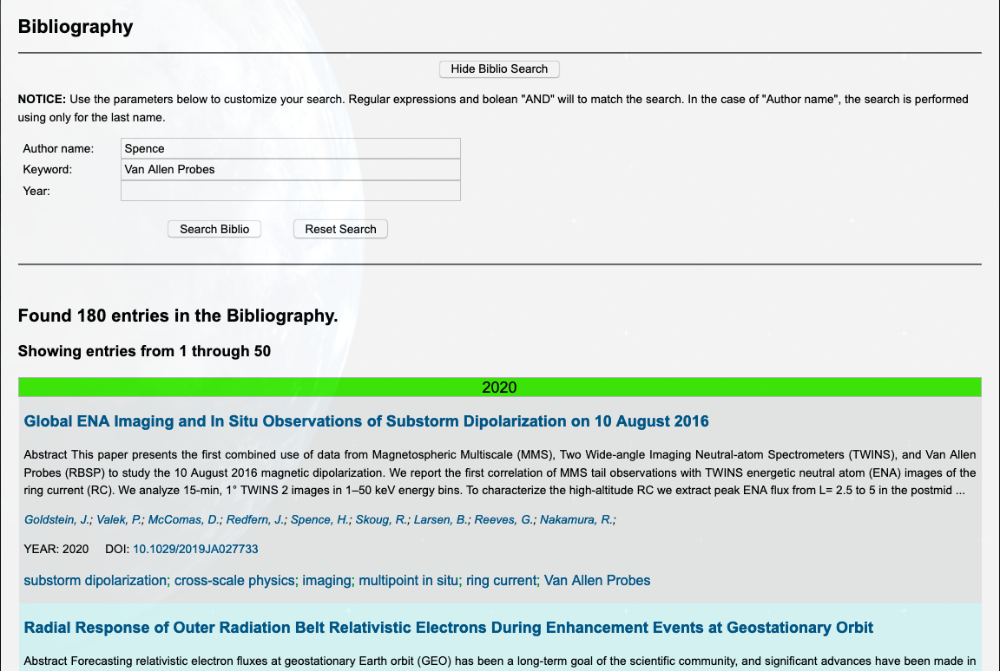 Bibliography
Hide Biblio Search
NOTICE: Use the parameters below to customize your search. Regular expressions and bolean "AND" will to match the search. In the case of "Author name", the search is performed
using only for the last name.
Author name: Spence
Keyword: Van Allen Probes
Year:
Search Biblio Reset Search
Found 180 entries in the Bibliography.
Showing entries from 1 through 50
2020
Global ENA Imaging and In Situ Observations of Substorm Dipolarization on 10 August 2016
Abstract This paper presents the first combined use of data from Magnetospheric Multiscale (MMS), Two Wide-angle Imaging Neutral-atom Spectrometers (TWINS), and Van Allen
Probes (RBSP) to study the 10 August 2016 magnetic dipolarization. We report the first correlation of MMS tail observations with TWINS energetic neutral atom (ENA) images of the
ring current (RC). We analyze 15-min, 1° TWINS 2 images in 1–50 keV energy bins. To characterize the high-altitude RC we extract peak ENA flux from L= 2.5 to 5 in the postmid ...
Goldstein, J.; Valek, P.; McComas, D.; Redfern, J.; Spence, H.; Skoug, R.; Larsen, B.; Reeves, G.; Nakamura, R.;
YEAR: 2020 DOI: 10.1029/2019JA027733
substorm dipolarization; cross-scale physics; imaging; multipoint in situ; ring current; Van Allen Probes
Radial Response of Outer Radiation Belt Relativistic Electrons During Enhancement Events at Geostationary Orbit
Abstract Forecasting relativistic electron fluxes at geostationary Earth orbit (GEO) has been a long-term goal of the scientific community, and significant advances have been made in